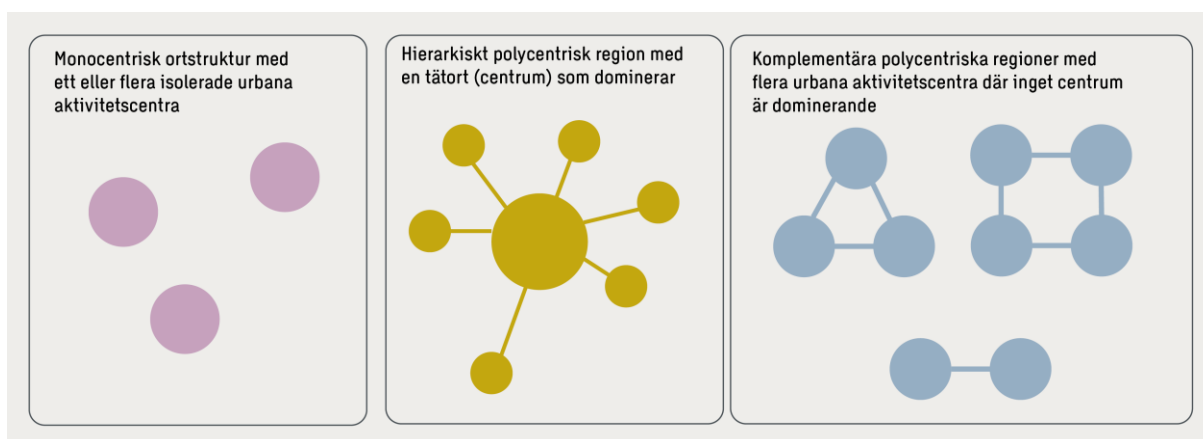 Monocentrisk ortstruktur med
ett eller flera isolerade urbana
aktivitetscentra
Hierarkiskt polycentrisk region med
en tätort (centrum) som dominerar
Komplementära polycentriska regioner med
flera urbana aktivitetscentra där inget centrum
är dominerande